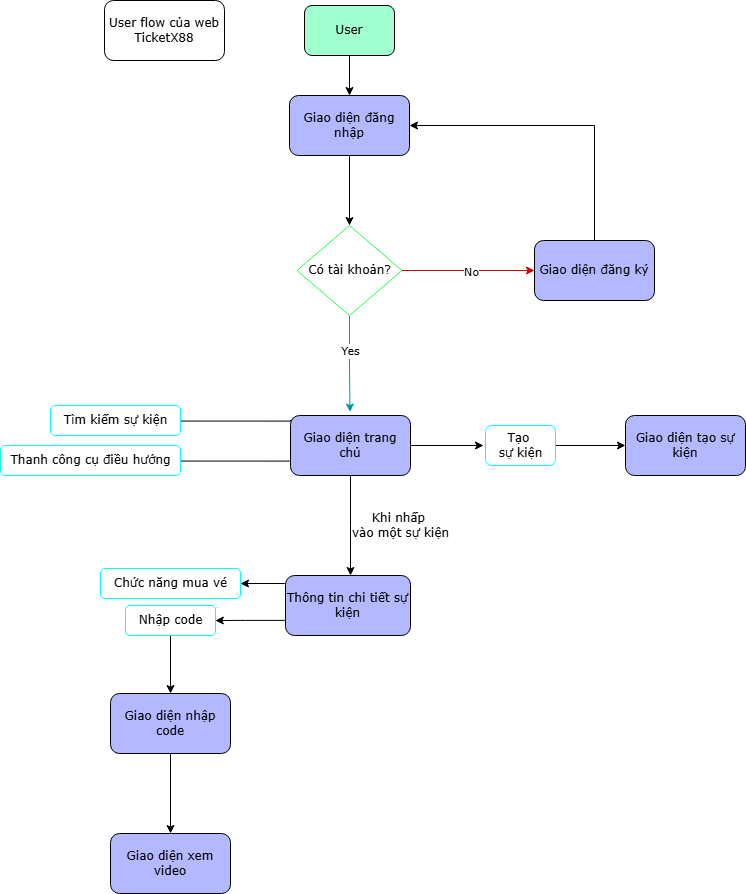 User flow của web
TicketX88
User
Giao diện đăng
nhập
Có tài khoản?
No
Giao diện đăng ký
Yes
Tìm kiếm sự kiện
Thanh công cụ điều hướng
Giao diện trang
chủ
Tạo
sự kiện
Giao diện tạo sự
kiện
Khi nhấp
vào một sự kiện
Chức năng mua vé
Nhập code
Thông tin chi tiết sự
kiện
Giao diện nhập
code
Giao diện xem
video